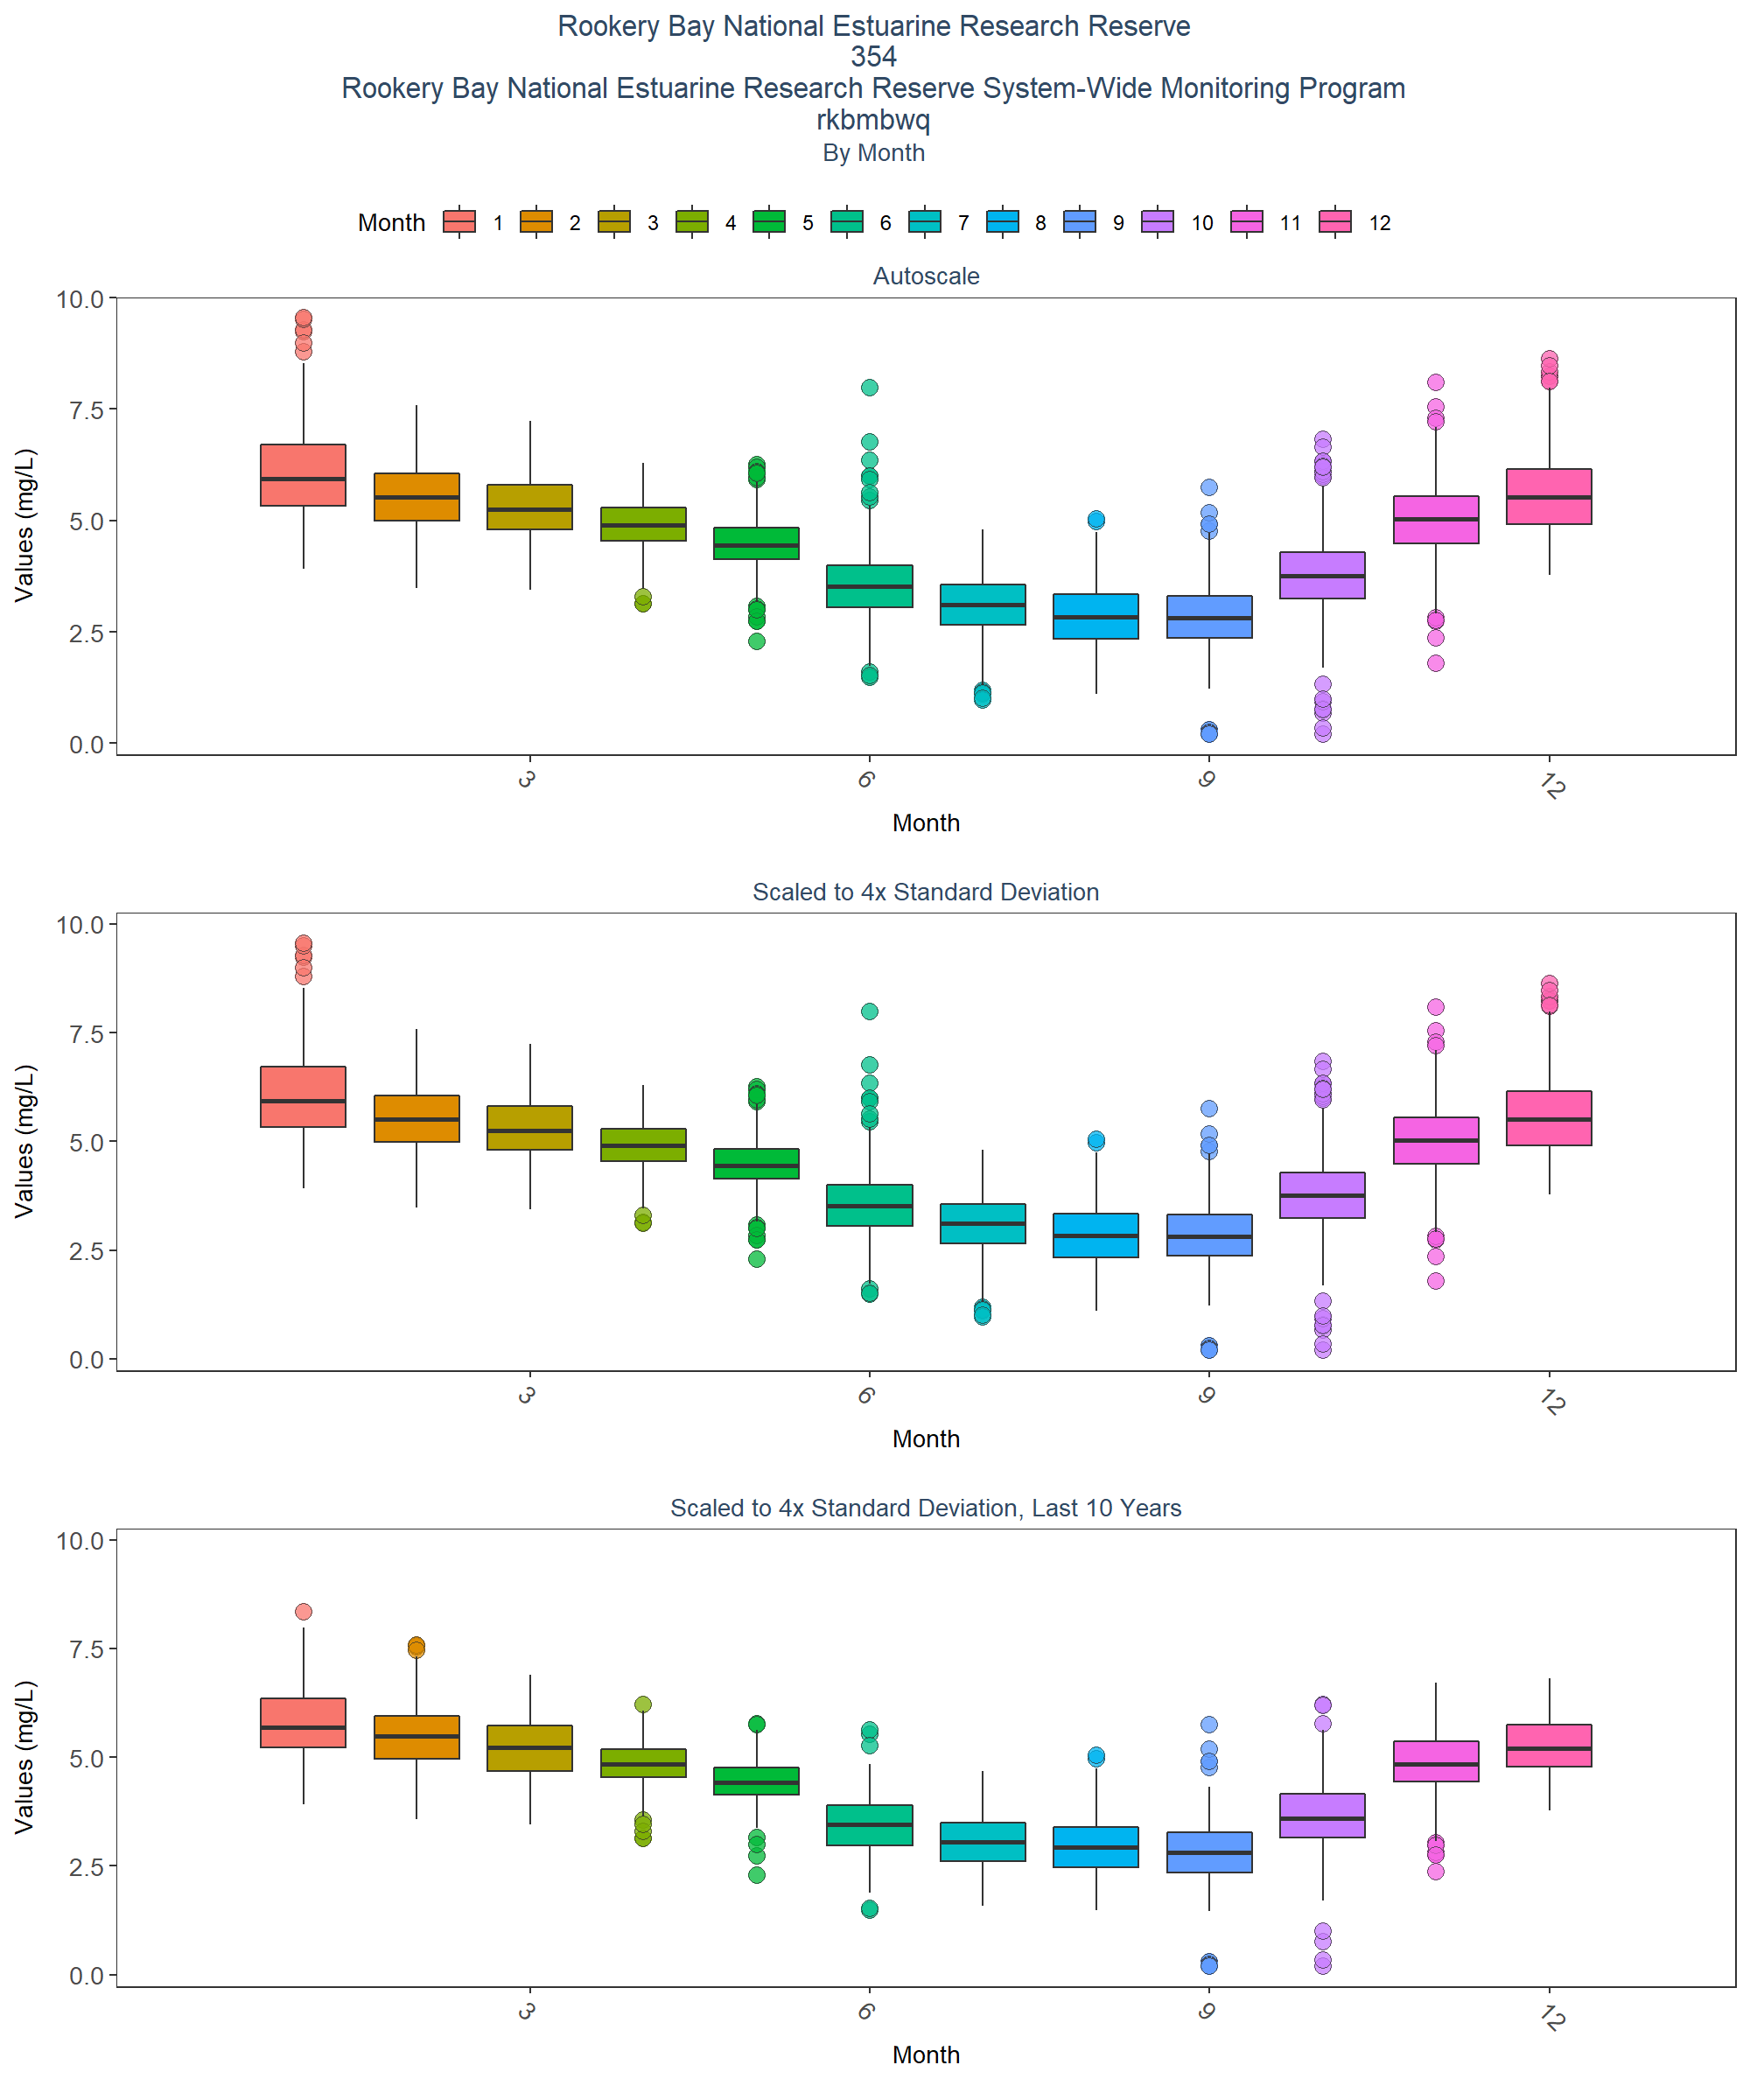 Rookery Bay National Estuarine Research Reserve
354
Rookery Bay National Estuarine Research Reserve System-Wide Monitoring Program
rkbmbwq
By Month
Month 1 2 3 4 5 6 7 8 9 10 11 12
Autoscale
Values (mg/L)
10.0
7.5
5.0
2.5
0.0
3 6 9 12
Month
Scaled to 4x Standard Deviation
Values (mg/L)
10.0
7.5
5.0
2.5
0.0
3 6 9 12
Month
Scaled to 4x Standard Deviation, Last 10 Years
Values (mg/L)
10.0
7.5
5.0
2.5
0.0
3 6 9 12
Month